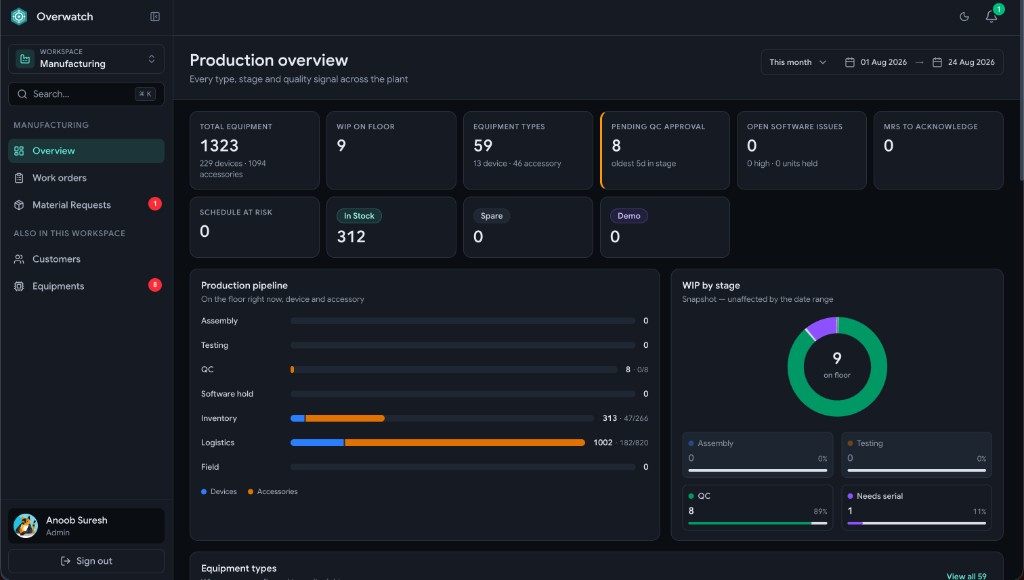 Overwatch
1
WORKSPACE
Manufacturing
Search...
⌘ K
MANUFACTURING
Overview
Work orders
Material Requests
1
ALSO IN THIS WORKSPACE
Customers
Equipments
8
Anoob Suresh
Admin
Sign out
Production overview
Every type, stage and quality signal across the plant
This month
01 Aug 2026 → 24 Aug 2026
TOTAL EQUIPMENT
1323
229 devices · 1094
accessories
WIP ON FLOOR
9
EQUIPMENT TYPES
59
13 device · 46 accessory
PENDING QC APPROVAL
8
oldest 5d in stage
OPEN SOFTWARE ISSUES
0
0 high · 0 units held
MRS TO ACKNOWLEDGE
0
SCHEDULE AT RISK
0
In Stock
312
Spare
0
Demo
0
Production pipeline
On the floor right now, device and accessory
Assembly 0
Testing 0
QC 8 · 0/8
Software hold 0
Inventory 313 · 47/266
Logistics 1002 · 182/820
Field 0
Devices Accessories
WIP by stage
Snapshot — unaffected by the date range
9
on floor
Assembly
0 0%
Testing
0 0%
QC
8 89%
Needs serial
1 11%
Equipment types
View all 59